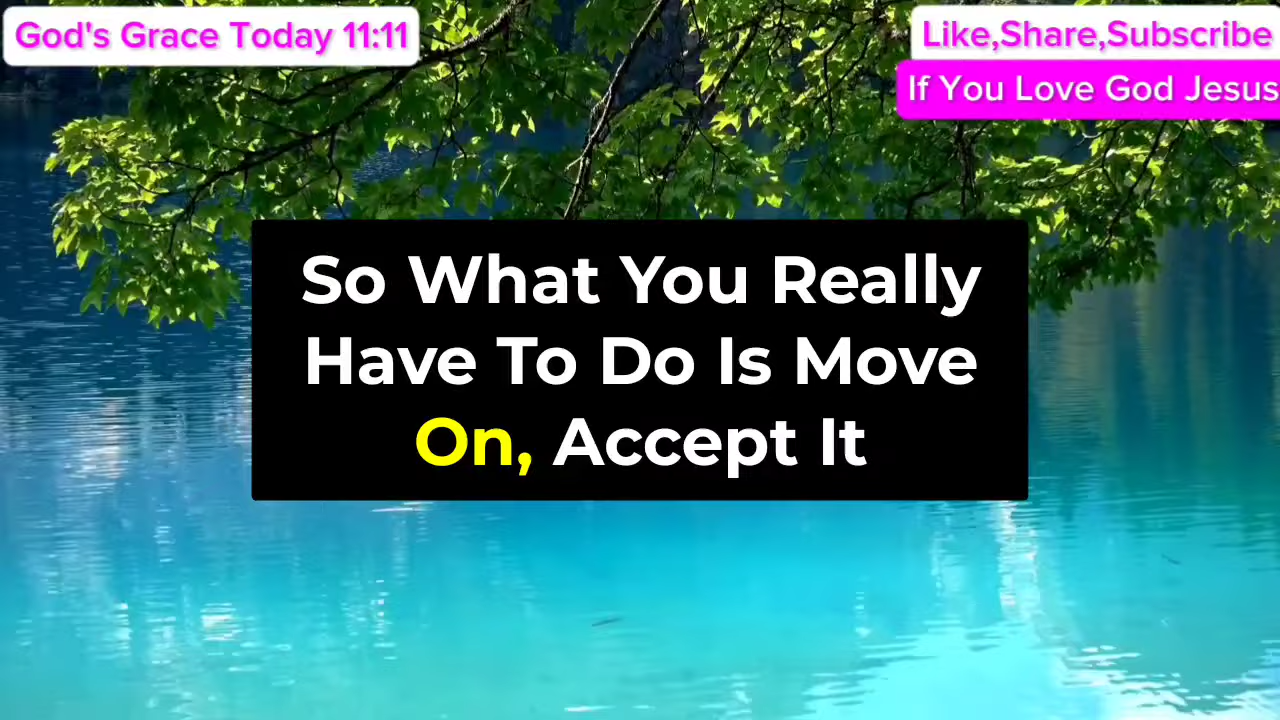 God's Grace Today 11:11
Like,Share,Subscribe
If You Love God Jesus
So What You Really
Have To Do Is Move
On, Accept It